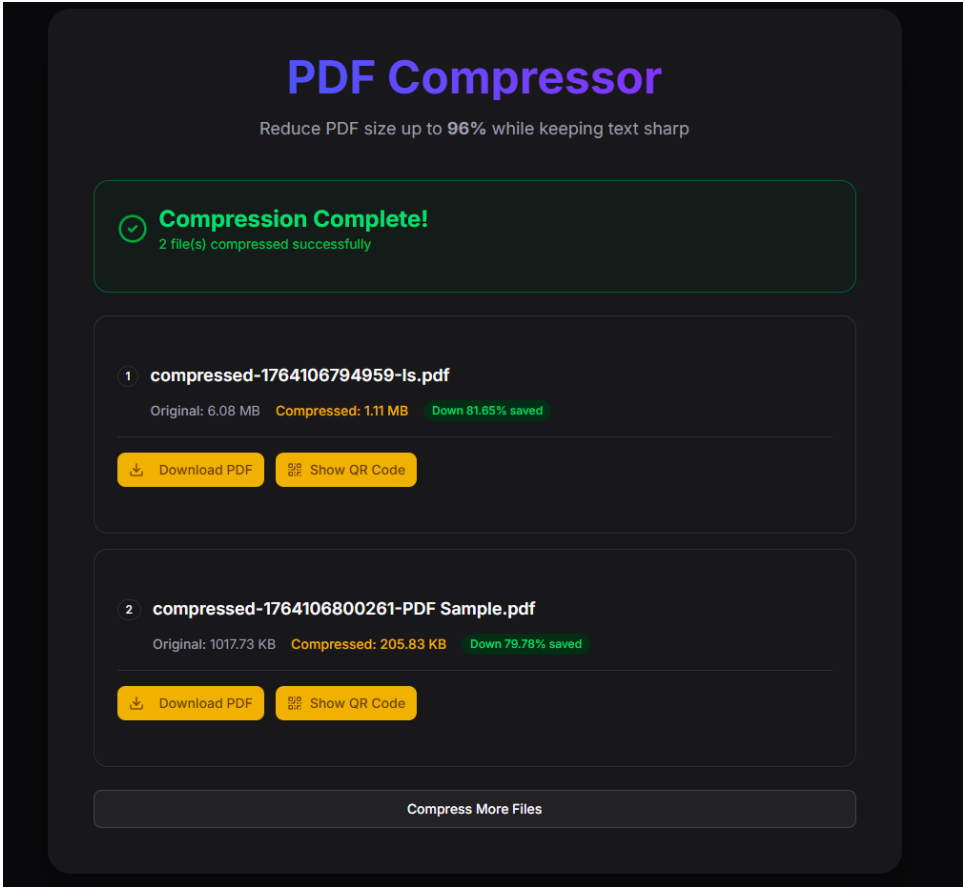 PDF Compressor
Reduce PDF size up to 96% while keeping text sharp
Compression Complete!
2 file(s) compressed successfully
1 compressed-1764106794959-ls.pdf
Original: 6.08 MB Compressed: 1.11 MB Down 81.65% saved
Download PDF Show QR Code
2 compressed-1764106800261-PDF Sample.pdf
Original: 1017.73 KB Compressed: 205.83 KB Down 79.78% saved
Download PDF Show QR Code
Compress More Files